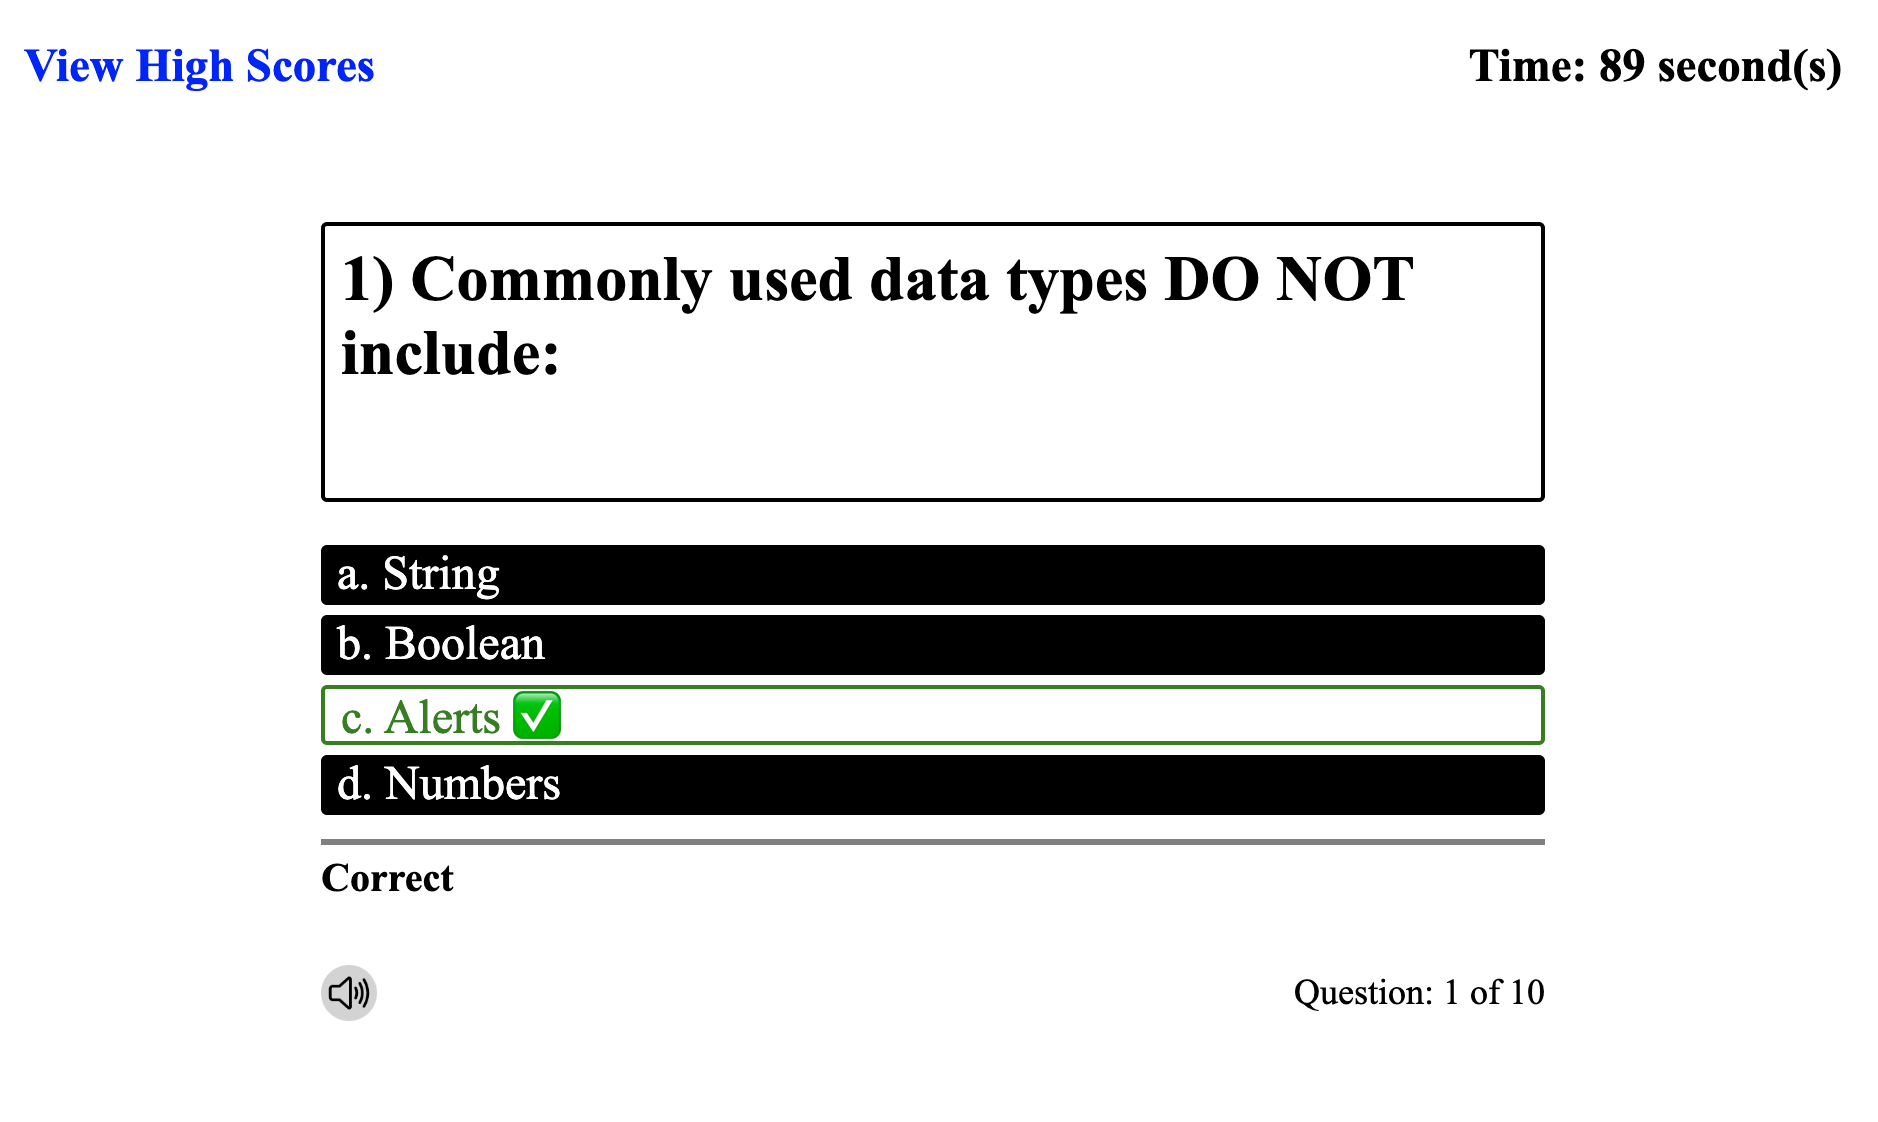 View High Scores
Time: 89 second(s)
1) Commonly used data types DO NOT
include:
a. String
b. Boolean
c. Alerts ✅
d. Numbers
Correct
Question: 1 of 10